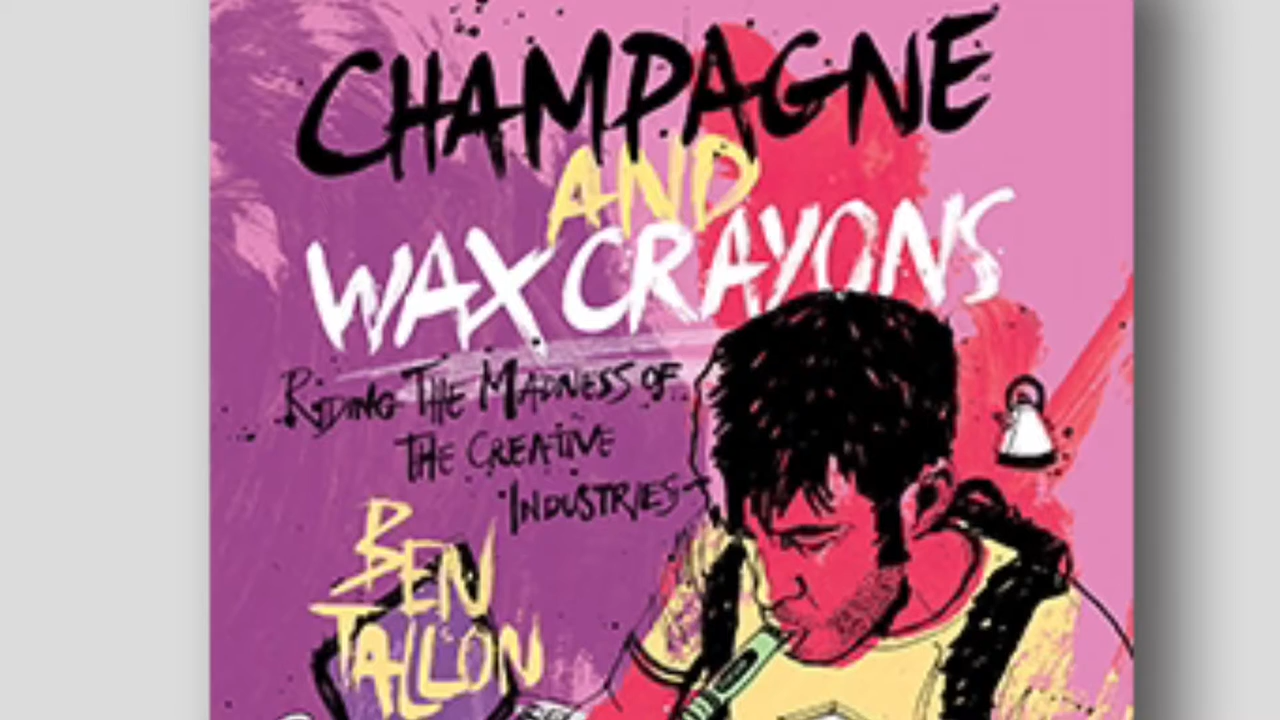 CHAMPAGNE
AND
WAX CRAYONS
RIDING THE MADNESS OF
THE CREATIVE
INDUSTRIES
BEN
TALLON